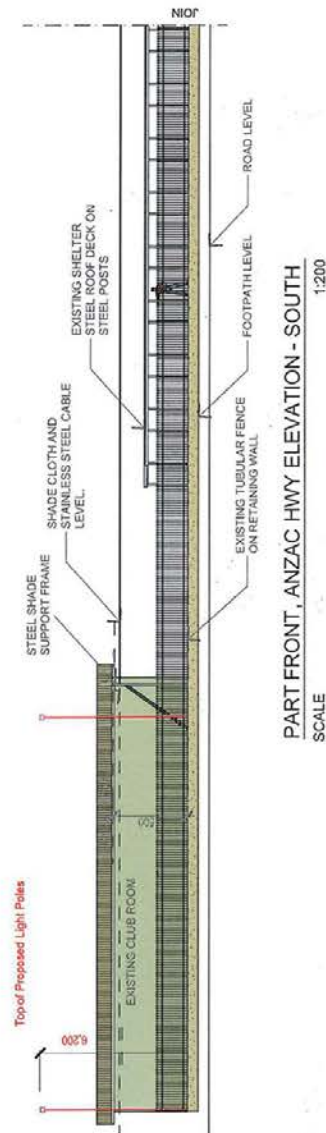 Top of Proposed Light Poles
6,200
EXISTING CLUB ROOM
STEEL SHADE
SUPPORT FRAME
SHADE CLOTH AND
STAINLESS STEEL CABLE
LEVEL.
EXISTING SHELTER
STEEL ROOF DECK ON
STEEL POSTS
JOIN
EXISTING TUBULAR FENCE
ON RETAINING WALL
FOOTPATH LEVEL
ROAD LEVEL
PART FRONT, ANZAC HWY ELEVATION - SOUTH
SCALE 1:200